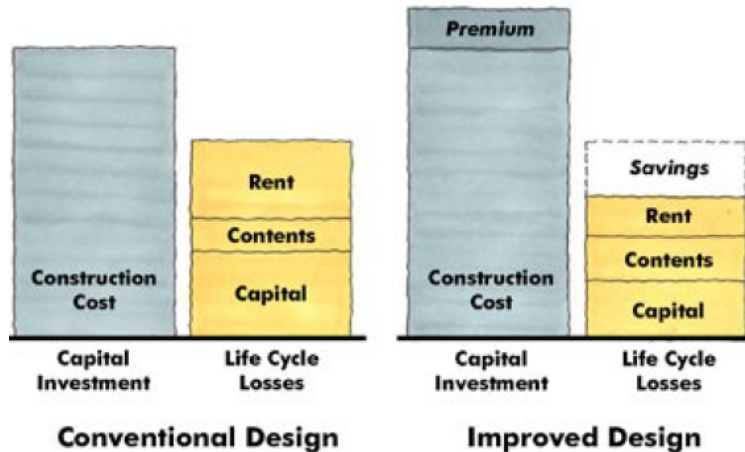 Premium
Savings
Rent
Rent
Contents
Contents
Construction
Cost
Capital
Construction
Cost
Capital
Capital
Investment
Life Cycle
Losses
Capital
Investment
Life Cycle
Losses
Conventional Design
Improved Design